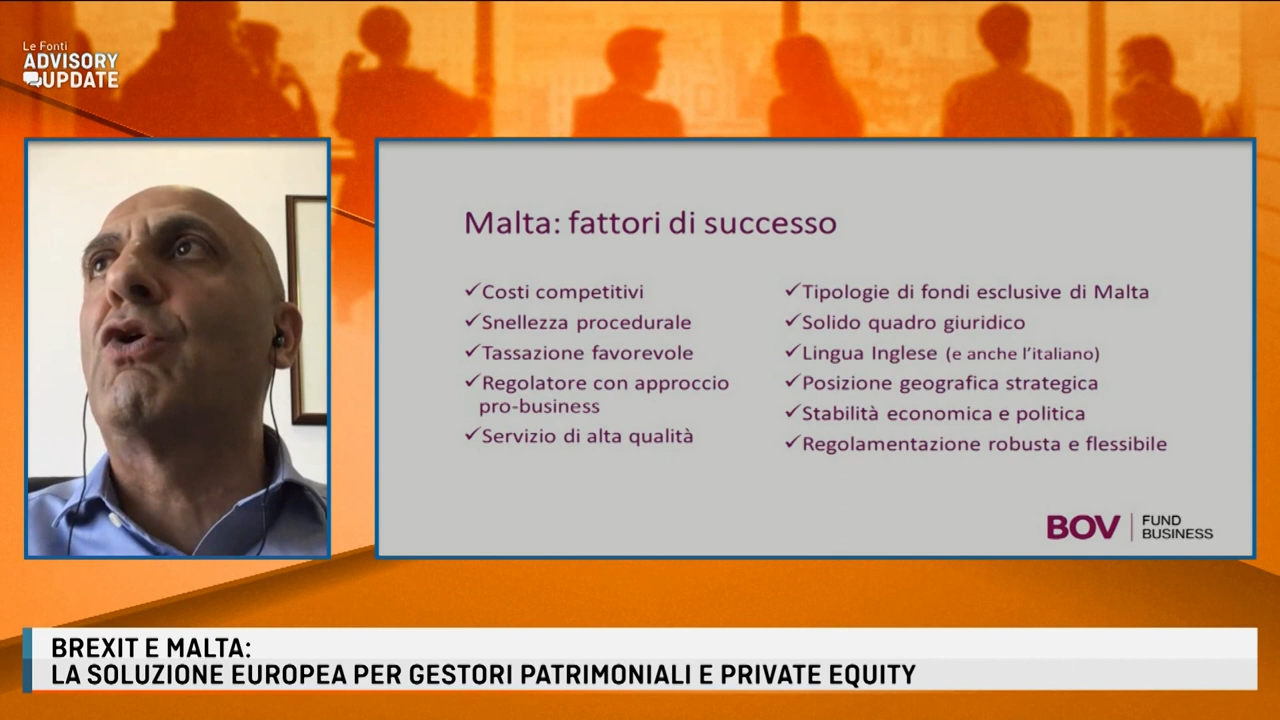 Le Fonti
ADVISORY
UPDATE
Malta: fattori di successo
✓Costi competitivi
✓Snellezza procedurale
✓Tassazione favorevole
✓Regolatore con approccio
pro-business
✓Servizio di alta qualità
✓Tipologie di fondi esclusive di Malta
✓Solido quadro giuridico
✓Lingua Inglese (e anche l'italiano)
✓Posizione geografica strategica
✓Stabilità economica e politica
✓Regolamentazione robusta e flessibile
BOV FUND
BUSINESS
BREXIT E MALTA:
LA SOLUZIONE EUROPEA PER GESTORI PATRIMONIALI E PRIVATE EQUITY